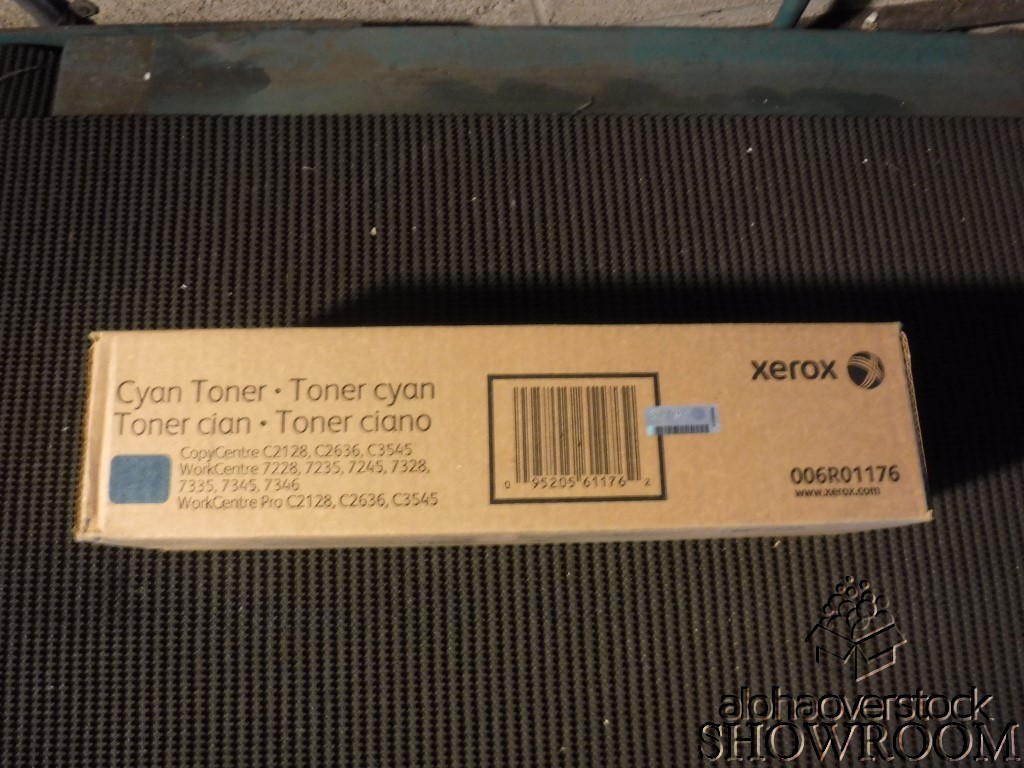 Cyan Toner • Toner cyan
Toner cian • Toner ciano
CopyCentre C2128, C2636, C3545
WorkCentre 7228, 7235, 7245, 7328,
7335, 7345, 7346
WorkCentre Pro C2128, C2636, C3545
0 95205 61176 2
xerox
006R01176
www.xerox.com
alohaoverstock
SHOWROOM